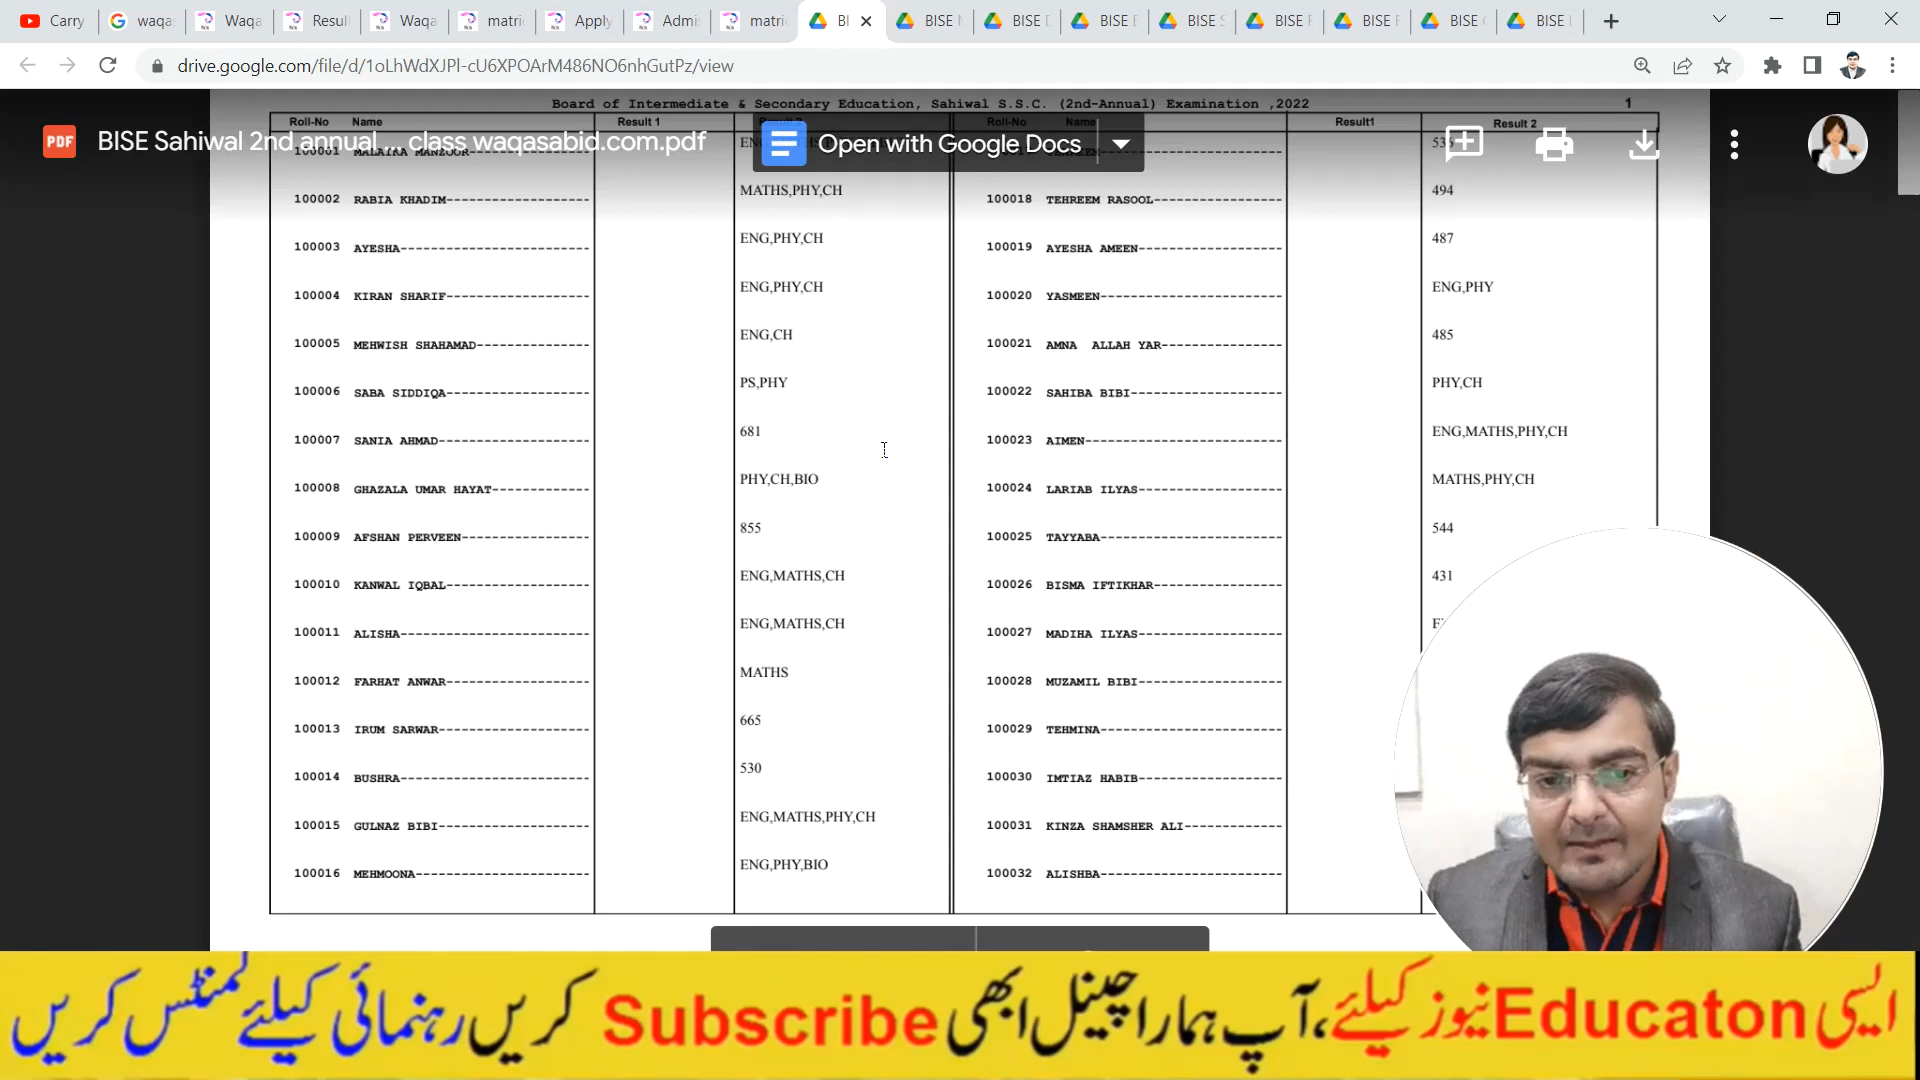 Carry
waqa
Waqa
Resul
Waqa
matri
Apply
Admi
matri
BI
BISE
BISE
BISE
BISE
BISE
BISE
BISE
BISE
drive.google.com/file/d/1oLhWdXJPl-cU6XPOArM486NO6nhGutPz/view
Board of Intermediate & Secondary Education, Sahiwal S.S.C. (2nd-Annual) Examination ,2022 1
Roll-No Name Result 1 Roll-No Name Result1 Result 2
PDF BISE Sahiwal 2nd annual ... class waqasabid.com.pdf
Open with Google Docs
100001 MALAIKA MANZOOR
100002 RABIA KHADIM MATHS,PHY,CH 100018 TEHREEM RASOOL 494
100003 AYESHA ENG,PHY,CH 100019 AYESHA AMEEN 487
100004 KIRAN SHARIF ENG,PHY,CH 100020 YASMEEN ENG,PHY
100005 MEHWISH SHAHAMAD ENG,CH 100021 AMNA ALLAH YAR 485
100006 SABA SIDDIQA PS,PHY 100022 SAHIBA BIBI PHY,CH
100007 SANIA AHMAD 681 100023 AIMEN ENG,MATHS,PHY,CH
100008 GHAZALA UMAR HAYAT PHY,CH,BIO 100024 LARIAB ILYAS MATHS,PHY,CH
100009 AFSHAN PERVEEN 855 100025 TAYYABA 544
100010 KANWAL IQBAL ENG,MATHS,CH 100026 BISMA IFTIKHAR 431
100011 ALISHA ENG,MATHS,CH 100027 MADIHA ILYAS
100012 FARHAT ANWAR MATHS 100028 MUZAMIL BIBI
100013 IRUM SARWAR 665 100029 TEHMINA
100014 BUSHRA 530 100030 IMTIAZ HABIB
100015 GULNAZ BIBI ENG,MATHS,PHY,CH 100031 KINZA SHAMSHER ALI
100016 MEHMOONA ENG,PHY,BIO 100032 ALISHBA
ایسی Educaton نیوز کیلئے، آپ ہمارا چینل ابھی Subscribe کریں رہنمائی کیلئے کمنٹس کریں